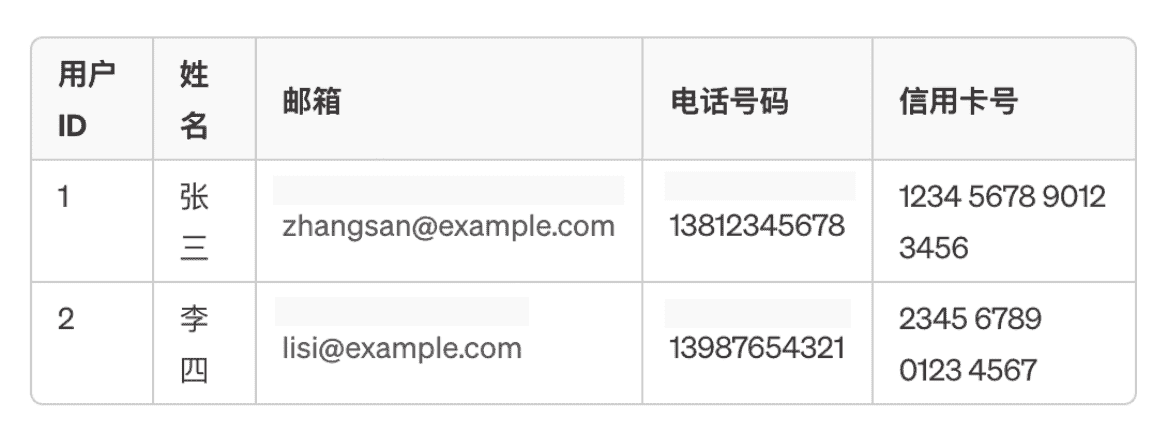 用户 ID
姓名
邮箱
电话号码
信用卡号
1
张三
zhangsan@example.com
13812345678
1234 5678 9012
3456
2
李四
lisi@example.com
13987654321
2345 6789
0123 4567